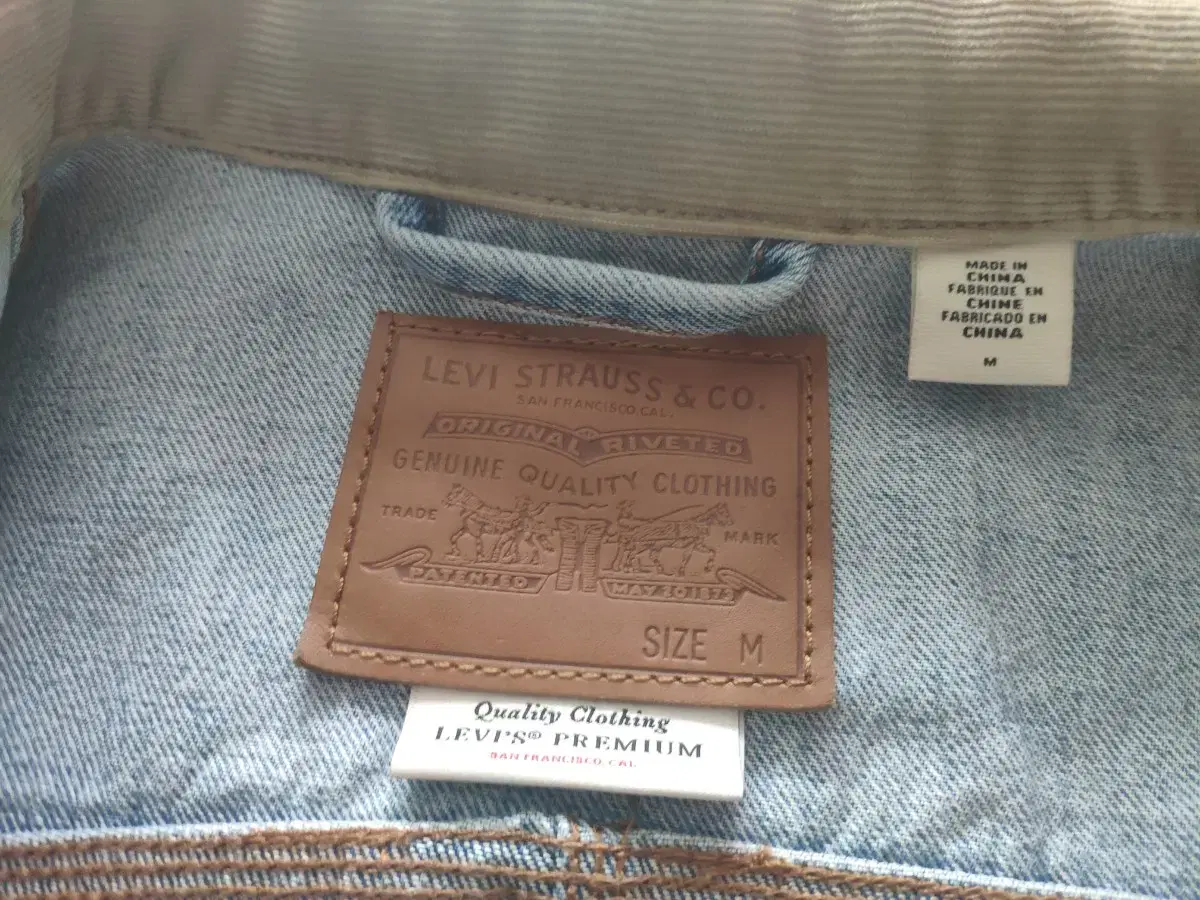 MADE IN
CHINA
FABRIQUE EN
CHINE
FABRICADO EN
CHINA
M
LEVI STRAUSS & CO.
SAN FRANCISCO, CAL.
ORIGINAL RIVETED
GENUINE QUALITY CLOTHING
TRADE MARK
PATENTED MAY 20 1873
SIZE M
Quality Clothing
LEVI'S® PREMIUM
SAN FRANCISCO, CAL